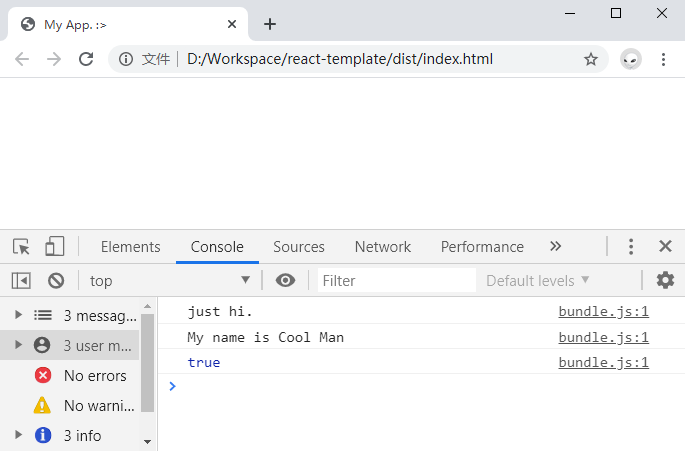 My App. :>
文件 D:/Workspace/react-template/dist/index.html
Elements Console Sources Network Performance
top Filter Default levels
3 messag...
3 user m...
No errors
No warni...
3 info
just hi. bundle.js:1
My name is Cool Man bundle.js:1
true bundle.js:1